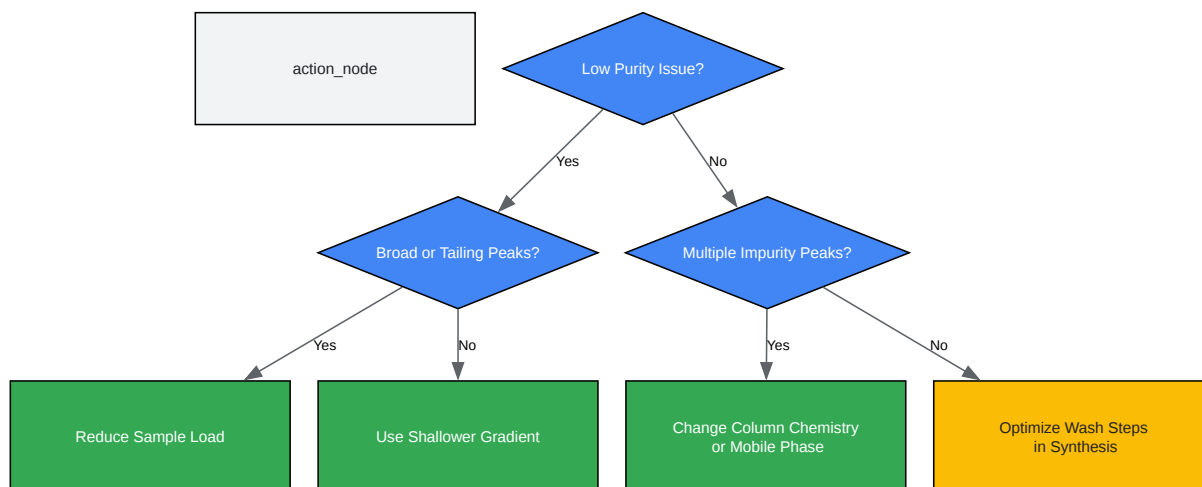 action_node
Low Purity Issue?
Yes
No
Broad or Tailing Peaks?
Multiple Impurity Peaks?
Yes
No
Yes
No
Reduce Sample Load
Use Shallower Gradient
Change Column Chemistry
or Mobile Phase
Optimize Wash Steps
in Synthesis